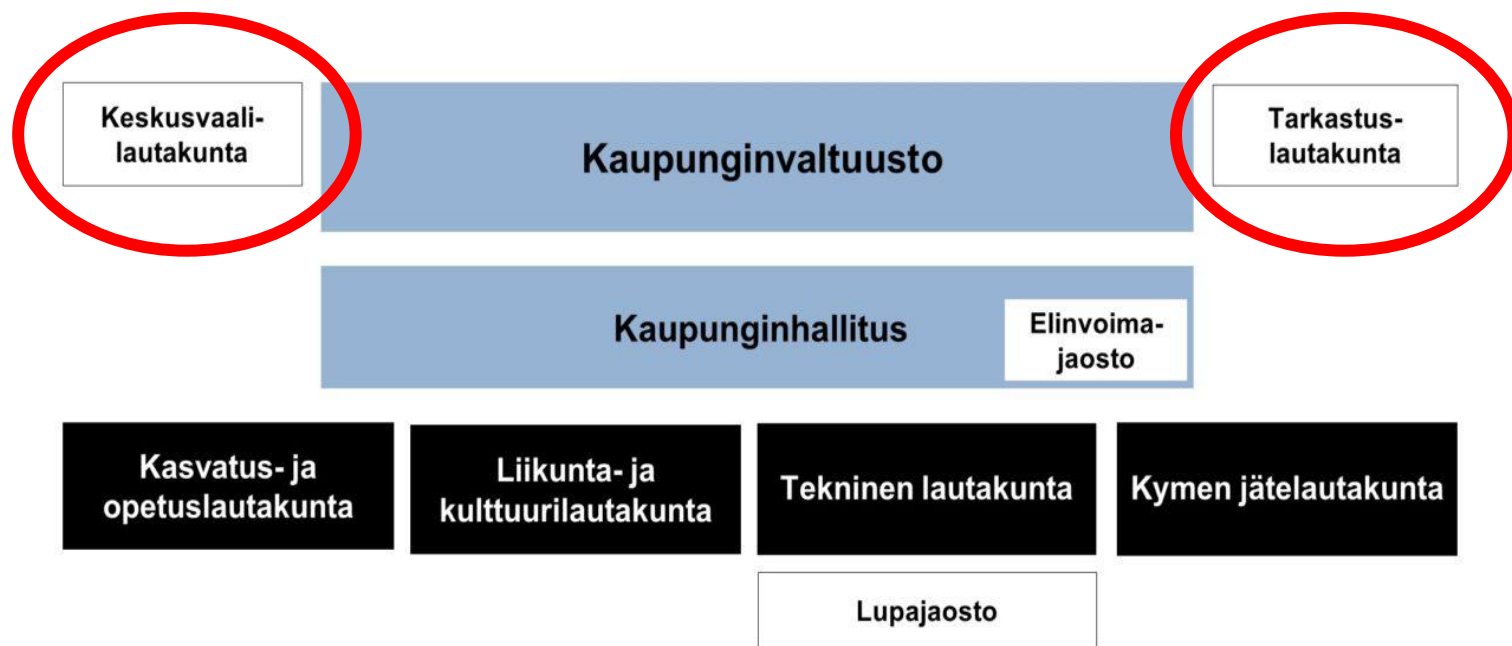 Keskusvaali-
lautakunta
Kaupunginvaltuusto
Tarkastus-
lautakunta
Kaupunginhallitus
Elinvoima-
jaosto
Kasvatus- ja
opetuslautakunta
Liikunta- ja
kulttuurilautakunta
Tekninen lautakunta
Kymen jätelautakunta
Lupajaosto